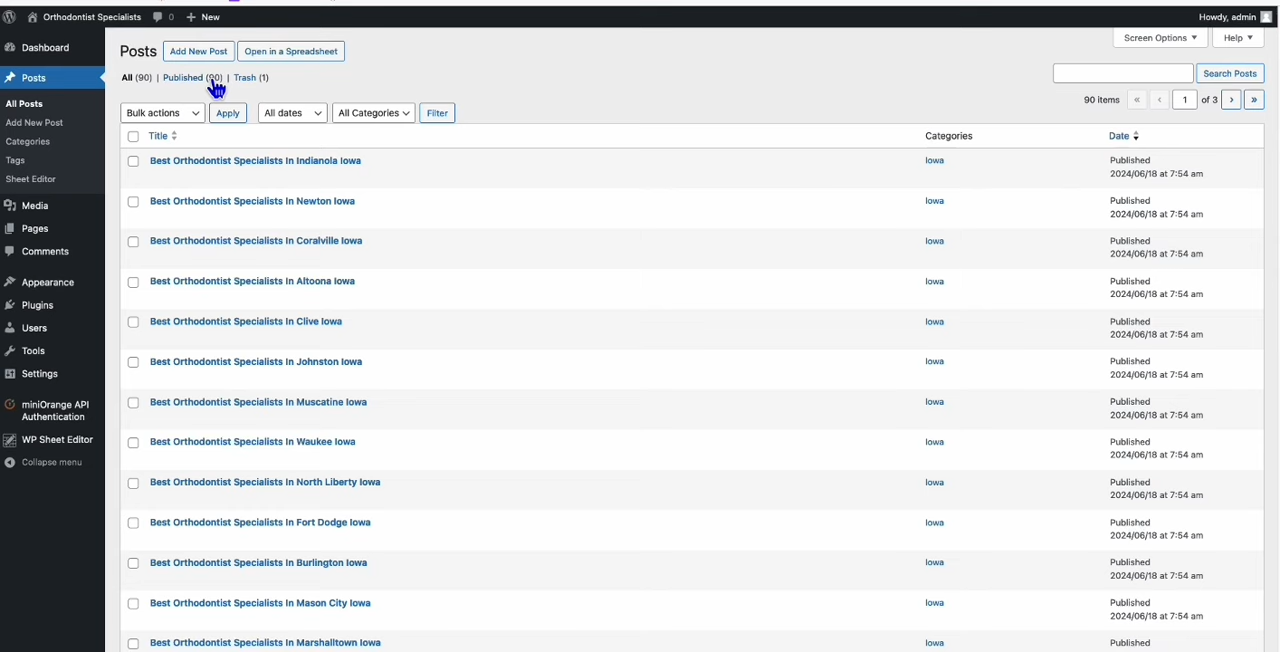 Orthodontist Specialists 0 New Howdy, admin
Dashboard
Posts
All Posts
Add New Post
Categories
Tags
Sheet Editor
Media
Pages
Comments
Appearance
Plugins
Users
Tools
Settings
miniOrange API
Authentication
WP Sheet Editor
Collapse menu
Screen Options Help
Posts Add New Post Open in a Spreadsheet
All (90) | Published (90) | Trash (1)
Search Posts
Bulk actions Apply All dates All Categories Filter
90 items « ‹ 1 of 3 › »
Title Categories Date
Best Orthodontist Specialists In Indianola Iowa Iowa Published
2024/06/18 at 7:54 am
Best Orthodontist Specialists In Newton Iowa Iowa Published
2024/06/18 at 7:54 am
Best Orthodontist Specialists In Coralville Iowa Iowa Published
2024/06/18 at 7:54 am
Best Orthodontist Specialists In Altoona Iowa Iowa Published
2024/06/18 at 7:54 am
Best Orthodontist Specialists In Clive Iowa Iowa Published
2024/06/18 at 7:54 am
Best Orthodontist Specialists In Johnston Iowa Iowa Published
2024/06/18 at 7:54 am
Best Orthodontist Specialists In Muscatine Iowa Iowa Published
2024/06/18 at 7:54 am
Best Orthodontist Specialists In Waukee Iowa Iowa Published
2024/06/18 at 7:54 am
Best Orthodontist Specialists In North Liberty Iowa Iowa Published
2024/06/18 at 7:54 am
Best Orthodontist Specialists In Fort Dodge Iowa Iowa Published
2024/06/18 at 7:54 am
Best Orthodontist Specialists In Burlington Iowa Iowa Published
2024/06/18 at 7:54 am
Best Orthodontist Specialists In Mason City Iowa Iowa Published
2024/06/18 at 7:54 am
Best Orthodontist Specialists In Marshalltown Iowa Iowa Published